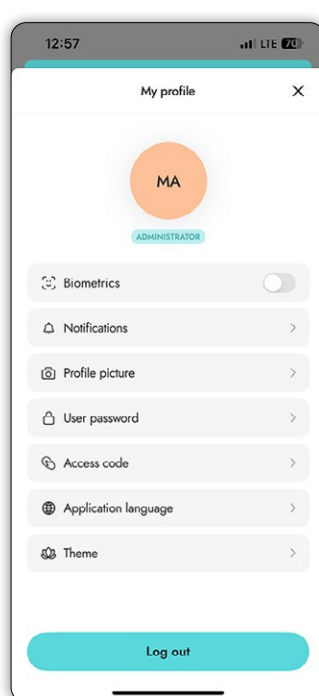 12:57
LTE 70
My profile
MA
ADMINISTRATOR
Biometrics
Notifications
Profile picture
User password
Access code
Application language
Theme
Log out